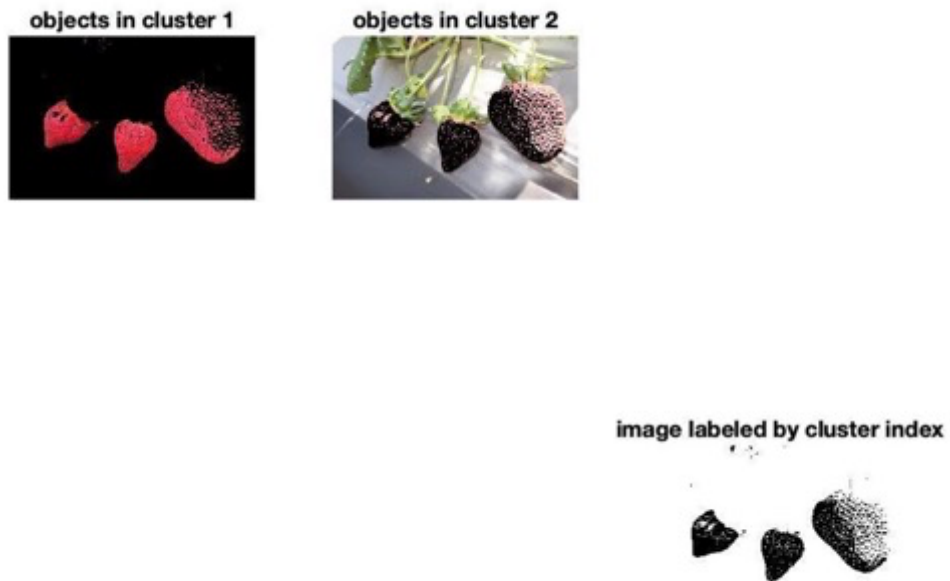 objects in cluster 1
objects in cluster 2
image labeled by cluster index